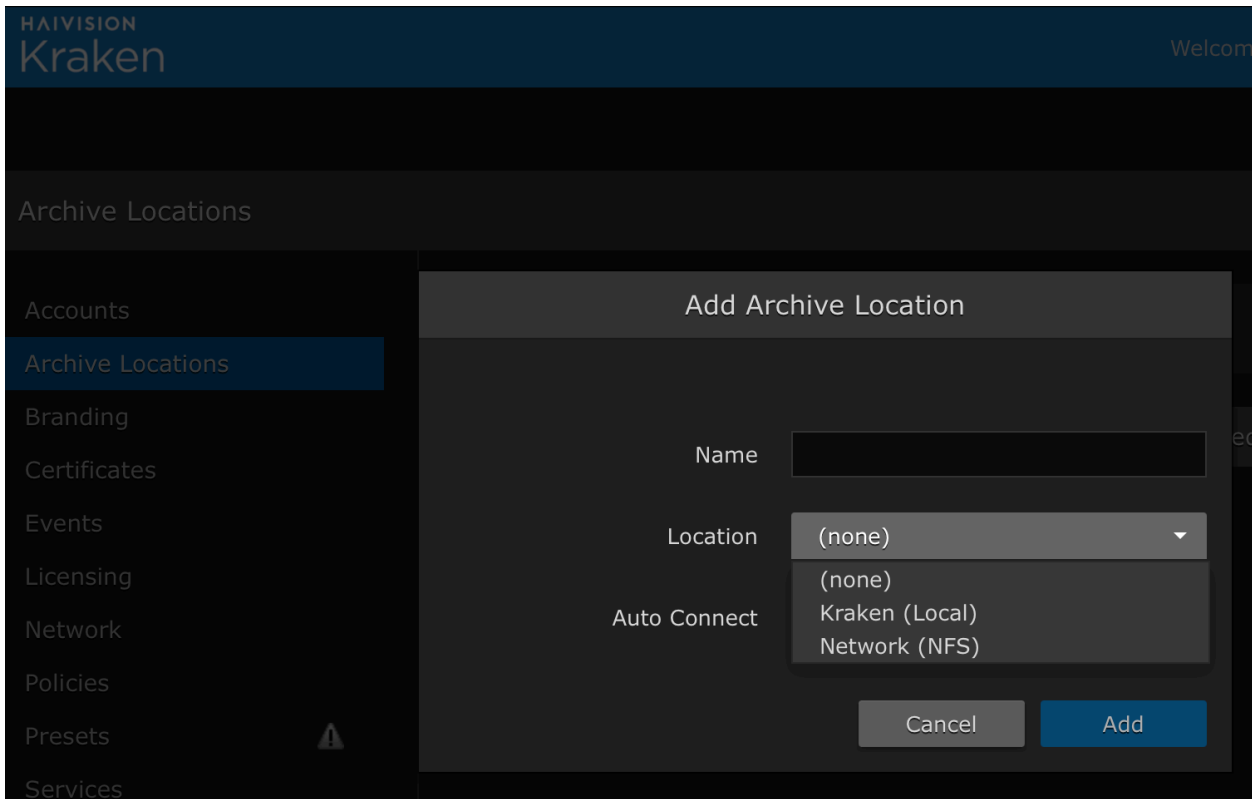 HAIVISION
Kraken
Welcom
Archive Locations
Accounts
Archive Locations
Branding
Certificates
Events
Licensing
Network
Policies
Presets
Services
Add Archive Location
Name
Location (none)
(none)
Kraken (Local)
Network (NFS)
Auto Connect
Cancel Add